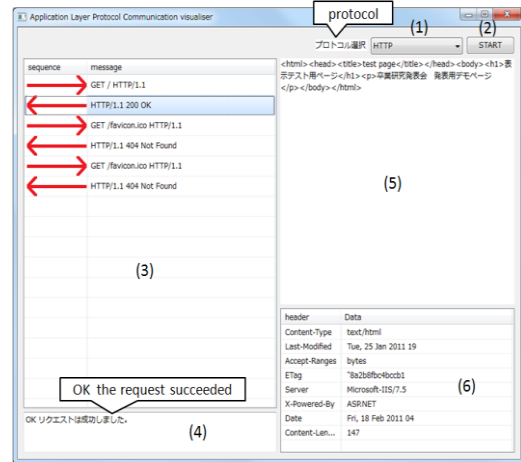 Application Layer Protocol Communication visualiser
protocol
(1)
(2)
プロトコル選択 HTTP START
sequence message
GET / HTTP/1.1
HTTP/1.1 200 OK
GET /favicon.ico HTTP/1.1
HTTP/1.1 404 Not Found
GET /favicon.ico HTTP/1.1
HTTP/1.1 404 Not Found
(3)
<html><head><title>test page</title></head><body><h1>表
示テスト用ページ</h1><p>卒業研究発表会 発表用デモページ
</p></body></html>
(5)
header Data
Content-Type text/html
Last-Modified Tue, 25 Jan 2011 19
Accept-Ranges bytes
ETag "8a2b8fbc4bccb1
Server Microsoft-IIS/7.5
X-Powered-By ASP.NET
Date Fri, 18 Feb 2011 04
Content-Len... 147
(6)
OK the request succeeded
OK リクエストは成功しました。
(4)